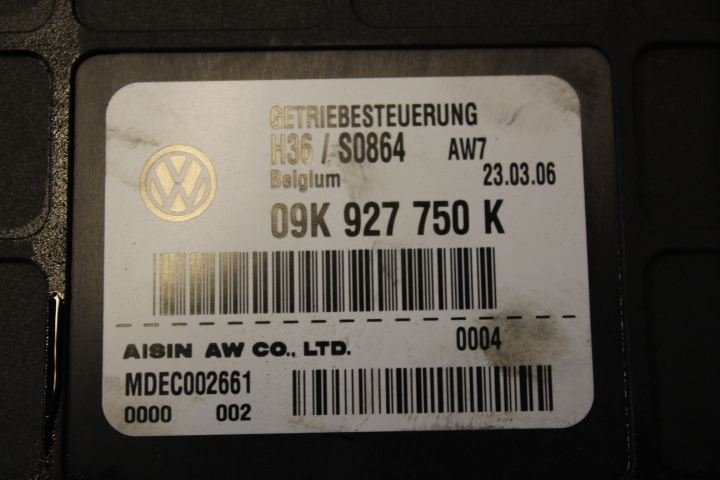 GETRIEBESTEUERUNG
H36 / S0864 AW7
Belgium 23.03.06
09K 927 750 K
AISIN AW CO., LTD. 0004
MDEC002661
0000 002